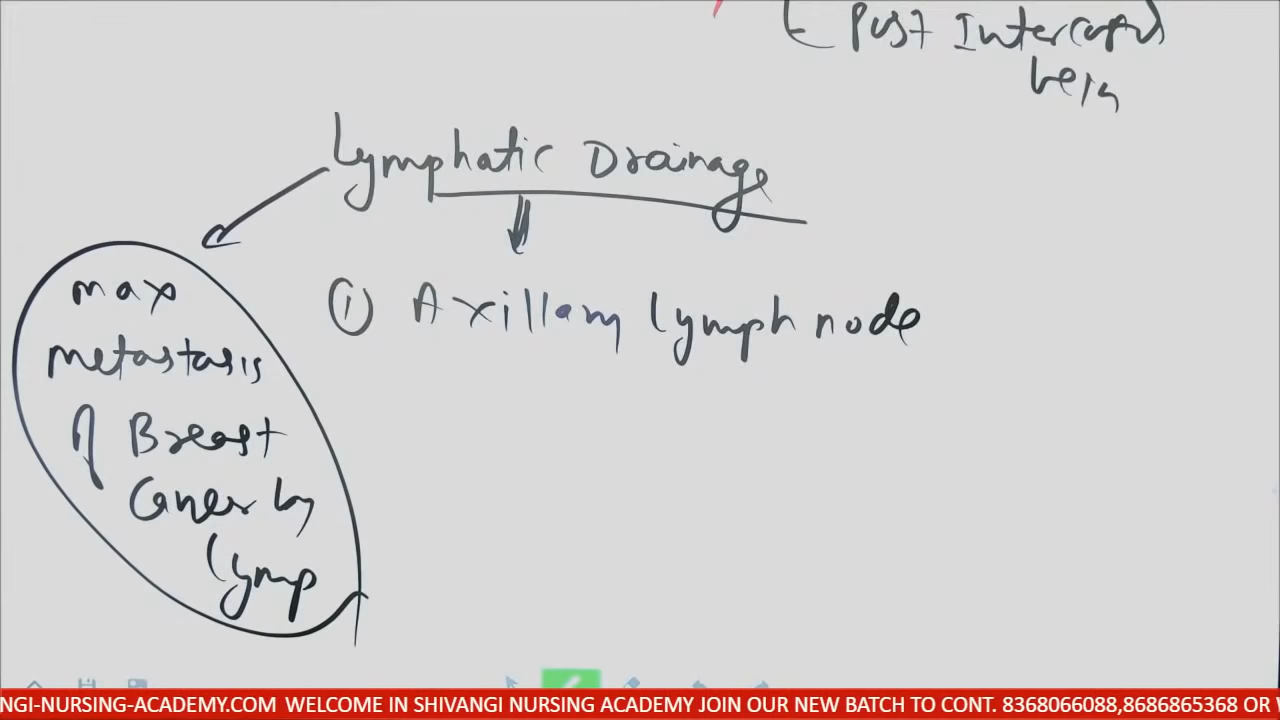 ( Post Intercostal
vein
Lymphatic Drainage
① Axillary lymph node
max
metastasis
of Breast
Cancer by
lymp
NGI-NURSING-ACADEMY.COM WELCOME IN SHIVANGI NURSING ACADEMY JOIN OUR NEW BATCH TO CONT. 8368066088,8686865368 OR